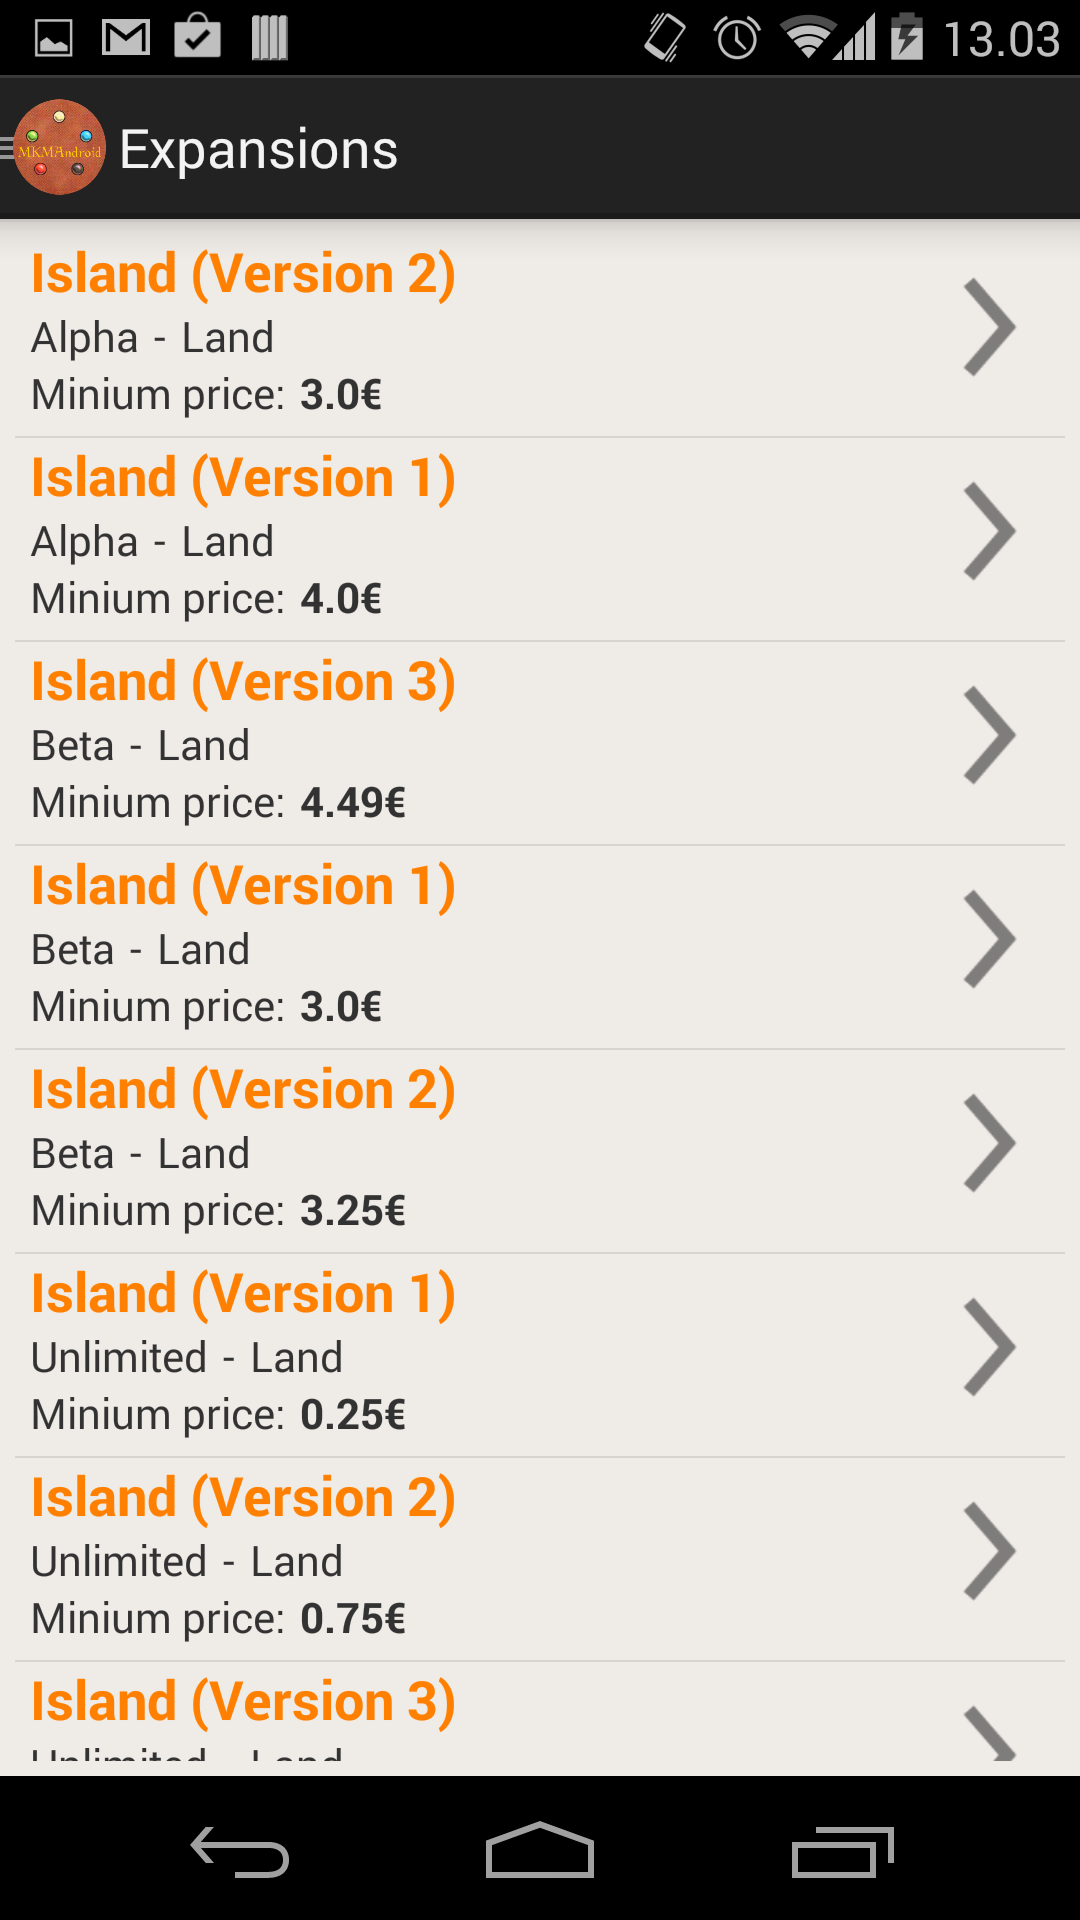 13.03
MKMAndroid
Expansions
Island (Version 2)
Alpha - Land
Minium price: 3.0€
Island (Version 1)
Alpha - Land
Minium price: 4.0€
Island (Version 3)
Beta - Land
Minium price: 4.49€
Island (Version 1)
Beta - Land
Minium price: 3.0€
Island (Version 2)
Beta - Land
Minium price: 3.25€
Island (Version 1)
Unlimited - Land
Minium price: 0.25€
Island (Version 2)
Unlimited - Land
Minium price: 0.75€
Island (Version 3)
Unlimited - Land